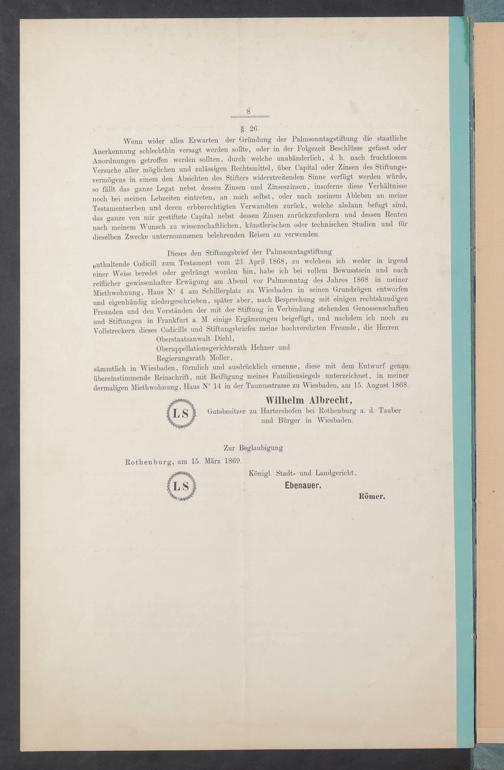 8
§. 26.
Wenn wider alles Erwarten der Gründung der Palmsonntagstiftung die staatliche
Anerkennung schlechthin versagt werden sollte, oder in der Folgezeit Beschlüsse gefasst oder
Anordnungen getroffen werden sollten, durch welche unabänderlich, d. h. nach fruchtlosem
Versuche aller möglichen und zulässigen Rechtsmittel, über Capital oder Zinsen des Stiftungs-
vermögens in einem den Absichten des Stifters widerstreitenden Sinne verfügt werden würde,
so fällt das ganze Legat nebst dessen Zinsen und Zinseszinsen, insoferne diese Verhältnisse
noch bei meinen Lebzeiten eintreten, an mich selbst, oder nach meinem Ableben an meine
Testamentserben und deren erbberechtigten Verwandten zurück, welche alsdann befugt sind,
das ganze von mir gestiftete Capital nebst dessen Zinsen zurückzufordern und dessen Renten
nach meinem Wunsch zu wissenschaftlichen, künstlerischen oder technischen Studien und für
dieselben Zwecke unternommenen belehrenden Reisen zu verwenden.
Dieses den Stiftungsbrief der Palmsonntagstiftung
enthaltende Codicill zum Testament vom 23. April 1868, zu welchem ich weder in irgend
einer Weise beredet oder gedrängt worden bin, habe ich bei vollem Bewusstsein und nach
reiflicher gewissenhafter Erwägung am Abend vor Palmsonntag des Jahres 1868 in meiner
Miethwohnung, Haus N° 4 am Schillerplatz zu Wiesbaden in seinen Grundzügen entworfen
und eigenhändig niedergeschrieben, später aber, nach Besprechung mit einigen rechtskundigen
Freunden und den Vorständen der mit der Stiftung in Verbindung stehenden Genossenschaften
und Stiftungen in Frankfurt a. M. einige Ergänzungen beigefügt, und nachdem ich noch zu
Vollstreckern dieses Codicills und Stiftungsbriefes meine hochverehrten Freunde, die Herren
Oberstaatsanwalt Diehl,
Oberappellationsgerichtsrath Hehner und
Regierungsrath Moller,
sämmtlich in Wiesbaden, förmlich und ausdrücklich ernenne, diese mit dem Entwurf genau
übereinstimmende Reinschrift, mit Beifügung meines Familiensiegels unterzeichnet, in meiner
dermaligen Miethwohnung, Haus N° 14 in der Taunusstrasse zu Wiesbaden, am 15. August 1868.
Wilhelm Albrecht,
LS
Gutsbesitzer zu Hartershofen bei Rothenburg a. d. Tauber
und Bürger in Wiesbaden.
Zur Beglaubigung
Rothenburg, am 15. März 1869.
LS
Königl. Stadt- und Landgericht.
Ebenauer.
Römer.